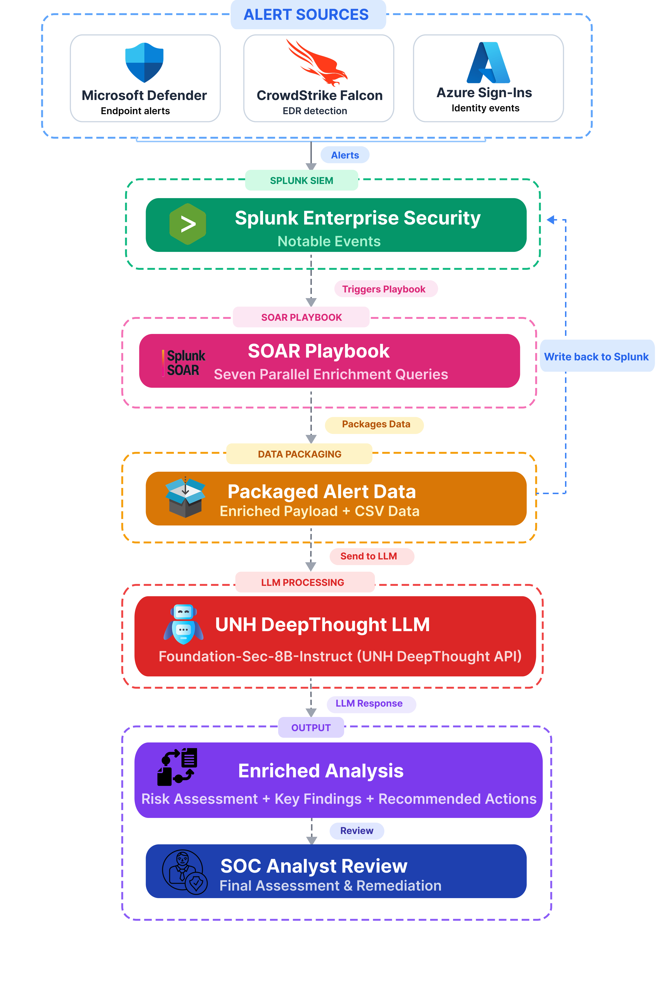 ALERT SOURCES
Microsoft Defender
Endpoint alerts
CrowdStrike Falcon
EDR detection
Azure Sign-Ins
Identity events
Alerts
SPLUNK SIEM
Splunk Enterprise Security
Notable Events
Triggers Playbook
SOAR PLAYBOOK
Splunk
SOAR
SOAR Playbook
Seven Parallel Enrichment Queries
Write back to Splunk
Packages Data
DATA PACKAGING
Packaged Alert Data
Enriched Payload + CSV Data
Send to LLM
LLM PROCESSING
UNH DeepThought LLM
Foundation-Sec-8B-Instruct (UNH DeepThought API)
LLM Response
OUTPUT
Enriched Analysis
Risk Assessment + Key Findings + Recommended Actions
Review
SOC Analyst Review
Final Assessment & Remediation